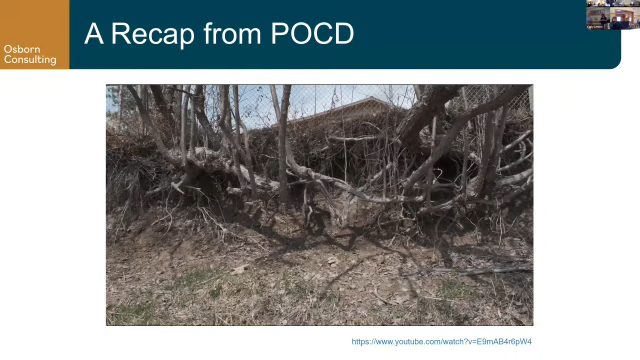 Osborn
Consulting
A Recap from POCD
https://www.youtube.com/watch?v=E9mAB4r6pW4